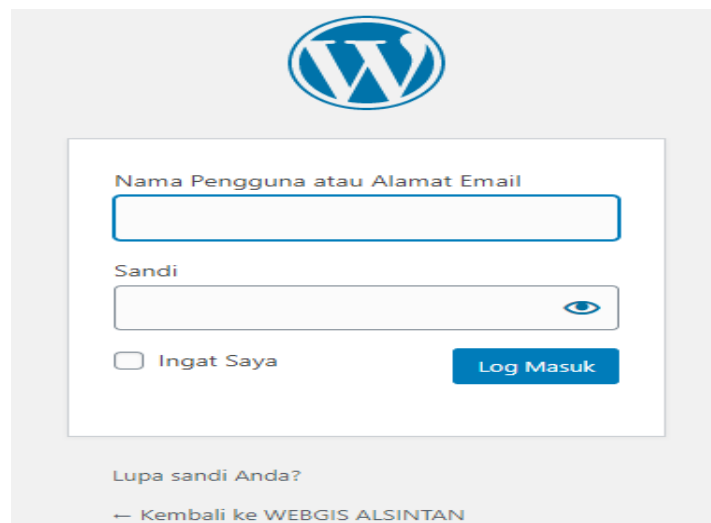 Nama Pengguna atau Alamat Email
Sandi
Ingat Saya
Log Masuk
Lupa sandi Anda?
← Kembali ke WEBGIS ALSINTAN